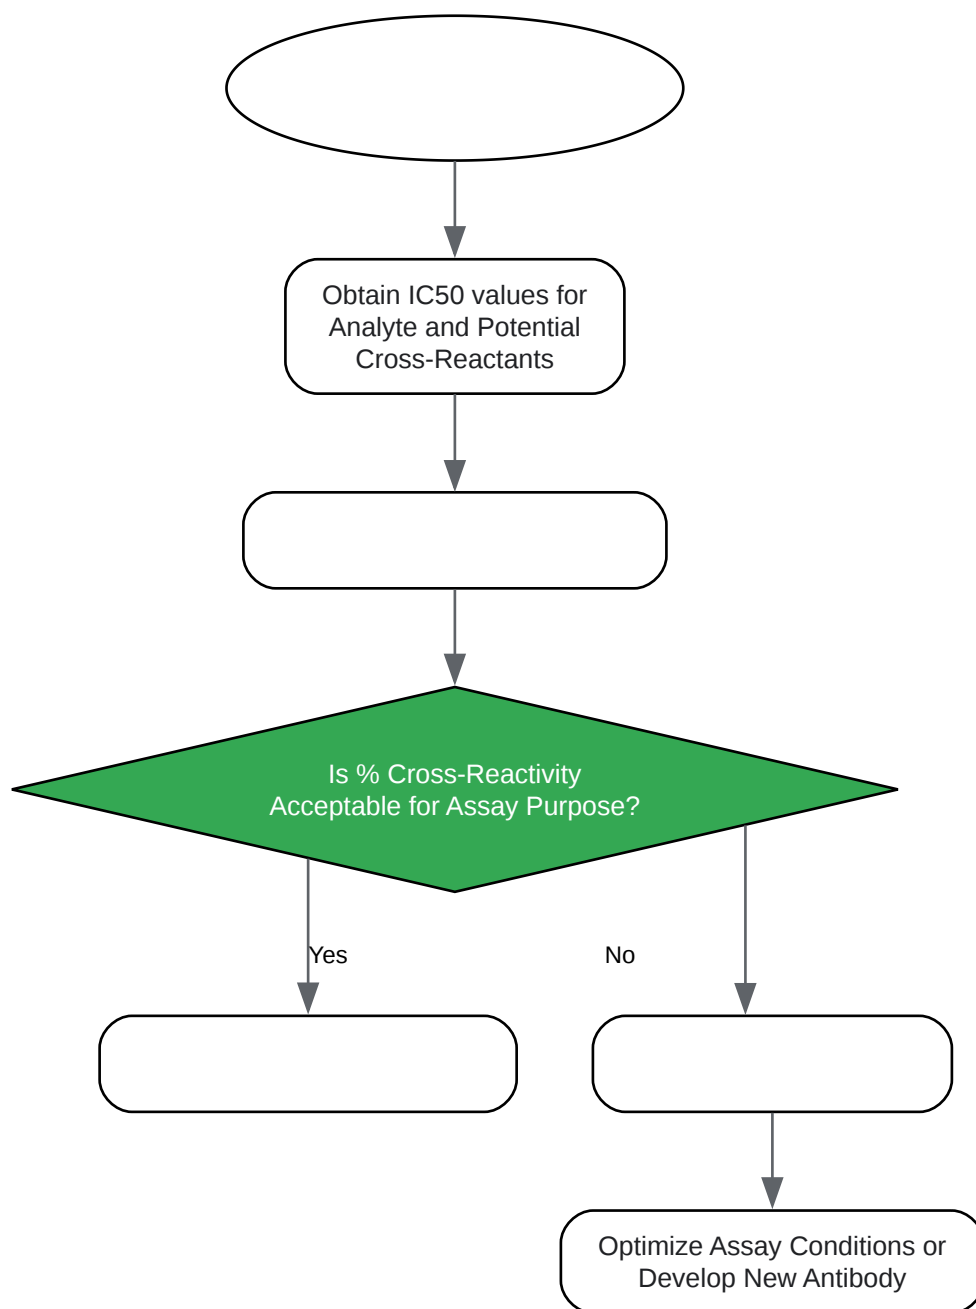 Obtain IC50 values for
Analyte and Potential
Cross-Reactants
Is % Cross-Reactivity
Acceptable for Assay Purpose?
Yes
No
Optimize Assay Conditions or
Develop New Antibody